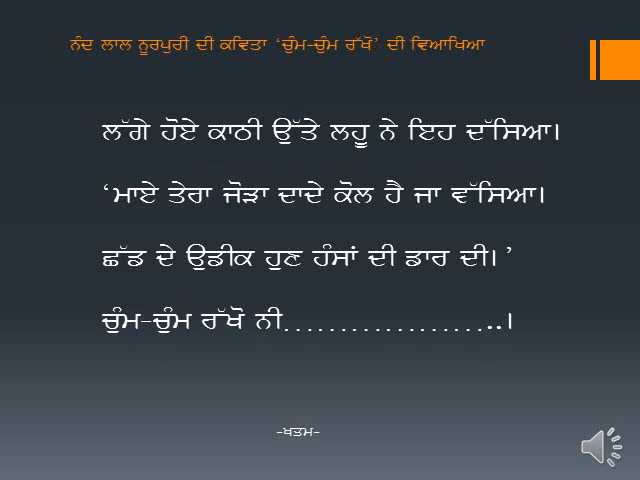 ਨੰਦ ਲਾਲ ਨੂਰਪੁਰੀ ਦੀ ਕਵਿਤਾ ‘ਚੁੰਮ-ਚੁੰਮ ਰੱਖੋ’ ਦੀ ਵਿਆਖਿਆ
ਲੱਗੇ ਹੋਏ ਕਾਠੀ ਉੱਤੇ ਲਹੂ ਨੇ ਇਹ ਦੱਸਿਆ।
‘ਮਾਏ ਤੇਰਾ ਜੋੜਾ ਦਾਦੇ ਕੋਲ ਹੈ ਜਾ ਵੱਸਿਆ।
ਛੱਡ ਦੇ ਉਡੀਕ ਹੁਣ ਹੰਸਾਂ ਦੀ ਡਾਰ ਦੀ।’
ਚੁੰਮ-ਚੁੰਮ ਰੱਖੋ ਨੀ………………..।
-ਖਤਮ-